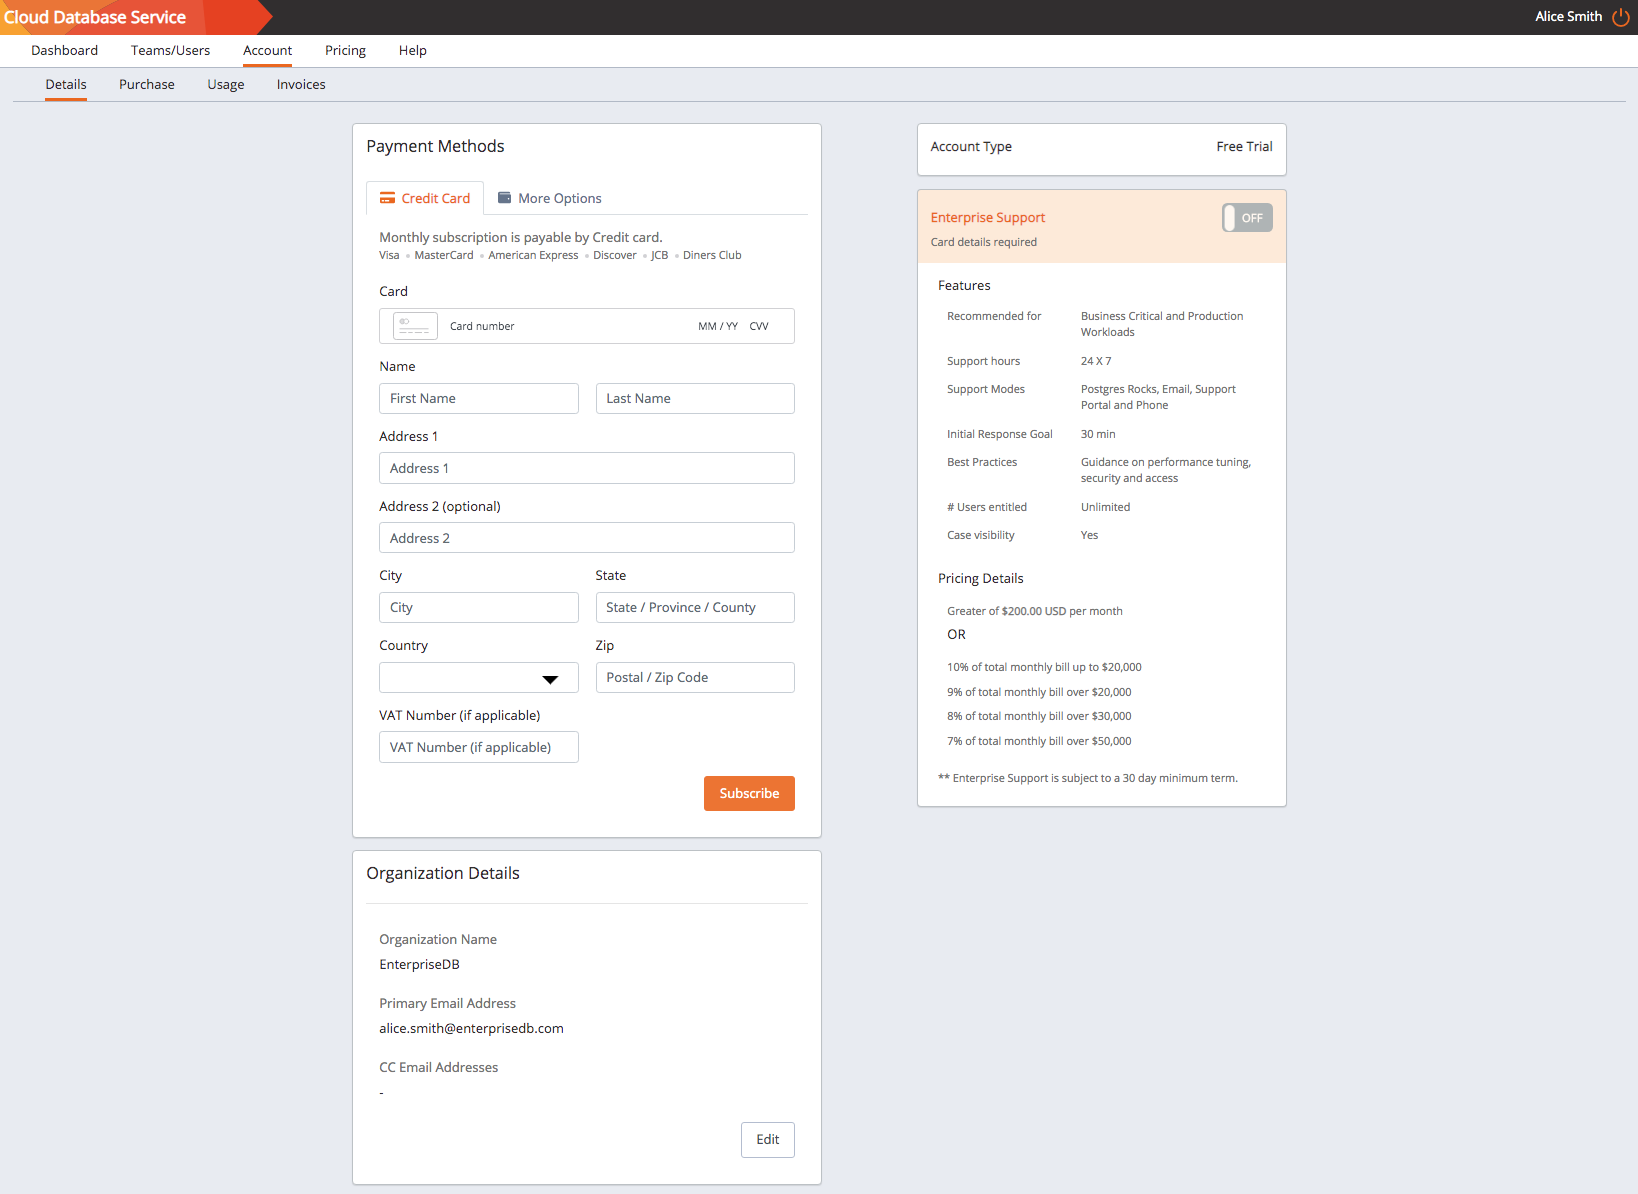 Cloud Database Service
Alice Smith
Dashboard Teams/Users Account Pricing Help
Details Purchase Usage Invoices
Payment Methods
Credit Card More Options
Monthly subscription is payable by Credit card.
Visa • MasterCard • American Express • Discover • JCB • Diners Club
Card
Card number MM / YY CVV
Name
First Name Last Name
Address 1
Address 1
Address 2 (optional)
Address 2
City State
City State / Province / County
Country Zip
Postal / Zip Code
VAT Number (if applicable)
VAT Number (if applicable)
Subscribe
Organization Details
Organization Name
EnterpriseDB
Primary Email Address
alice.smith@enterprisedb.com
CC Email Addresses
-
Edit
Account Type Free Trial
Enterprise Support OFF
Card details required
Features
Recommended for Business Critical and Production
Workloads
Support hours 24 X 7
Support Modes Postgres Rocks, Email, Support
Portal and Phone
Initial Response Goal 30 min
Best Practices Guidance on performance tuning,
security and access
# Users entitled Unlimited
Case visibility Yes
Pricing Details
Greater of $200.00 USD per month
OR
10% of total monthly bill up to $20,000
9% of total monthly bill over $20,000
8% of total monthly bill over $30,000
7% of total monthly bill over $50,000
** Enterprise Support is subject to a 30 day minimum term.